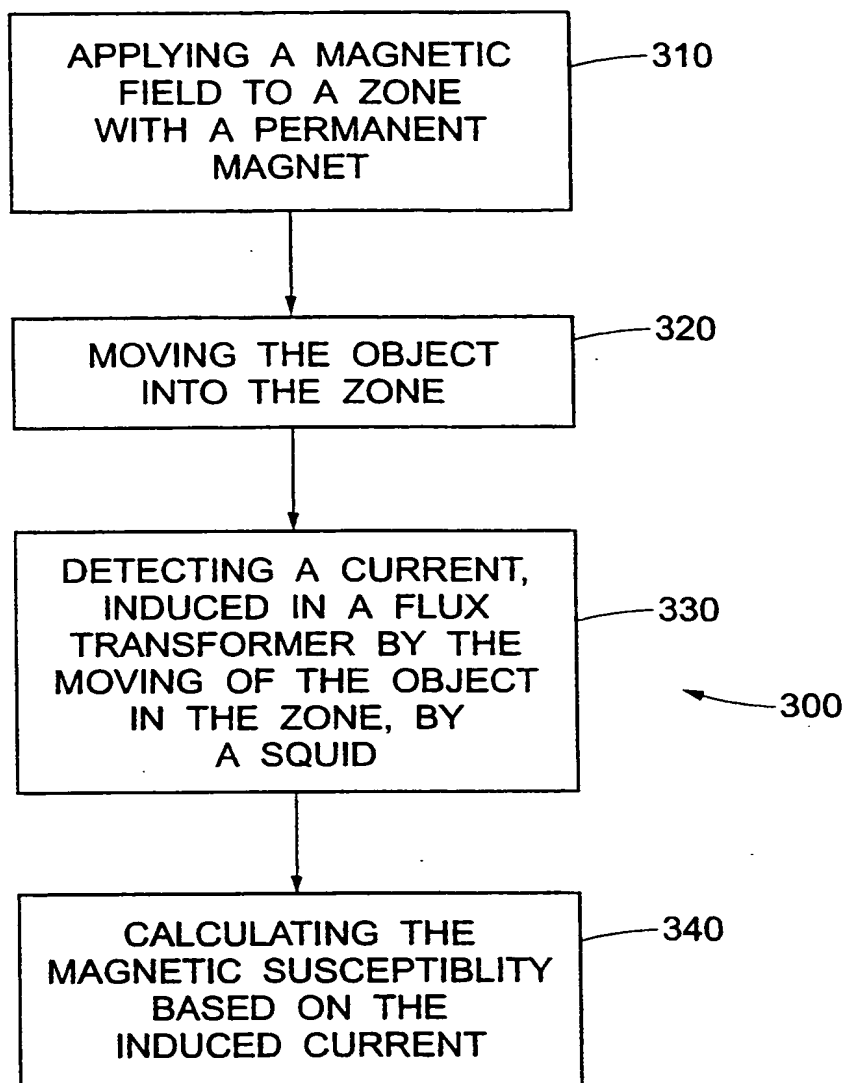 APPLYING A MAGNETIC
FIELD TO A ZONE
WITH A PERMANENT
MAGNET
310
MOVING THE OBJECT
INTO THE ZONE
320
DETECTING A CURRENT,
INDUCED IN A FLUX
TRANSFORMER BY THE
MOVING OF THE OBJECT
IN THE ZONE, BY
A SQUID
330
300
CALCULATING THE
MAGNETIC SUSCEPTIBLITY
BASED ON THE
INDUCED CURRENT
340